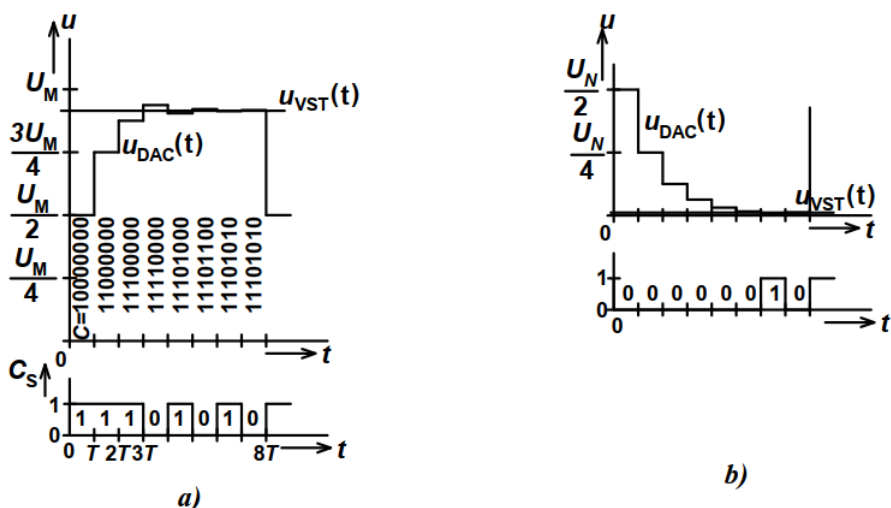 u
U_M
u_VST(t)
3U_M
4
u_DAC(t)
U_M
2
U_M
4
C=10000000
11000000
11100000
11110000
11101000
11101100
11101010
11101010
0
t
C_S
1
0
1 1 1 0 1 0 1 0
0 T 2T 3T 8T
t
a)
u
U_N
2
u_DAC(t)
U_N
4
u_VST(t)
0
t
1
0
0 0 0 0 0 0 1 0
0
t
b)